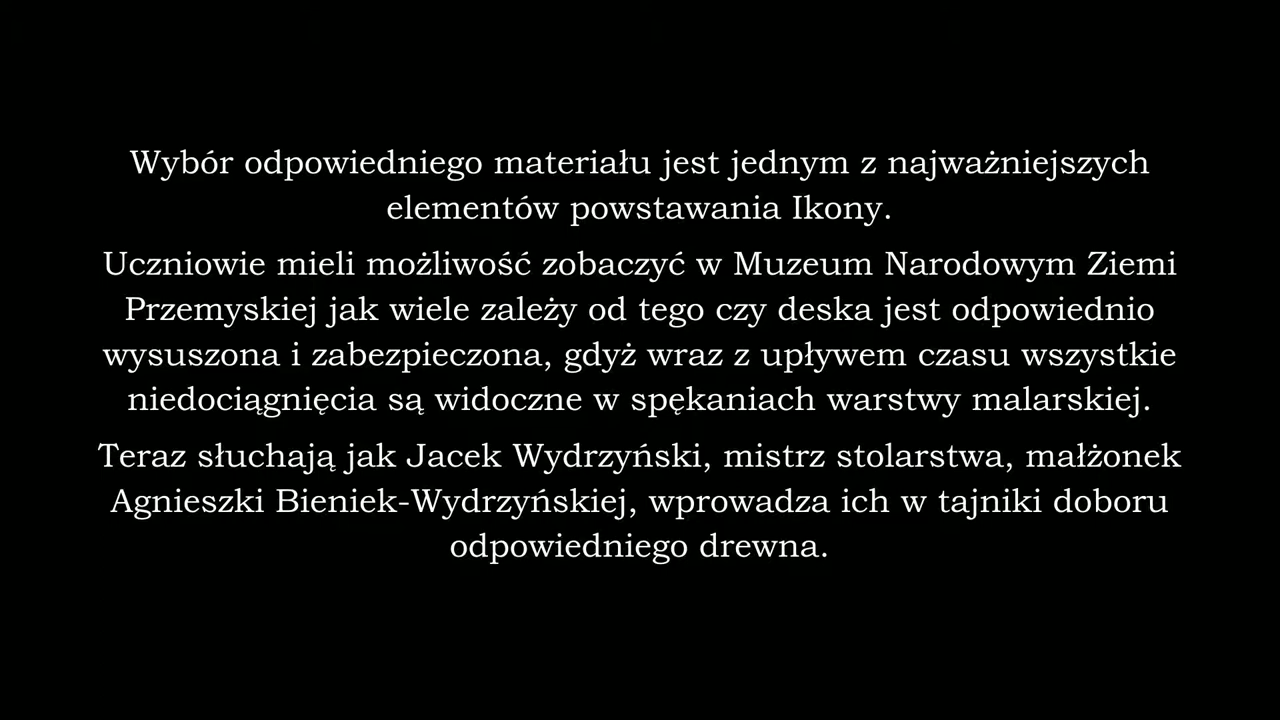 Wybór odpowiedniego materiału jest jednym z najważniejszych
elementów powstawania Ikony.
Uczniowie mieli możliwość zobaczyć w Muzeum Narodowym Ziemi
Przemyskiej jak wiele zależy od tego czy deska jest odpowiednio
wysuszona i zabezpieczona, gdyż wraz z upływem czasu wszystkie
niedociągnięcia są widoczne w spękaniach warstwy malarskiej.
Teraz słuchają jak Jacek Wydrzyński, mistrz stolarstwa, małżonek
Agnieszki Bieniek-Wydrzyńskiej, wprowadza ich w tajniki doboru
odpowiedniego drewna.